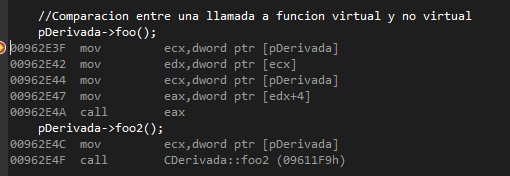 //Comparacion entre una llamada a funcion virtual y no virtual
pDerivada->foo();
00962E3F mov ecx,dword ptr [pDerivada]
00962E42 mov edx,dword ptr [ecx]
00962E44 mov ecx,dword ptr [pDerivada]
00962E47 mov eax,dword ptr [edx+4]
00962E4A call eax
pDerivada->foo2();
00962E4C mov ecx,dword ptr [pDerivada]
00962E4F call CDerivada::foo2 (09611F9h)